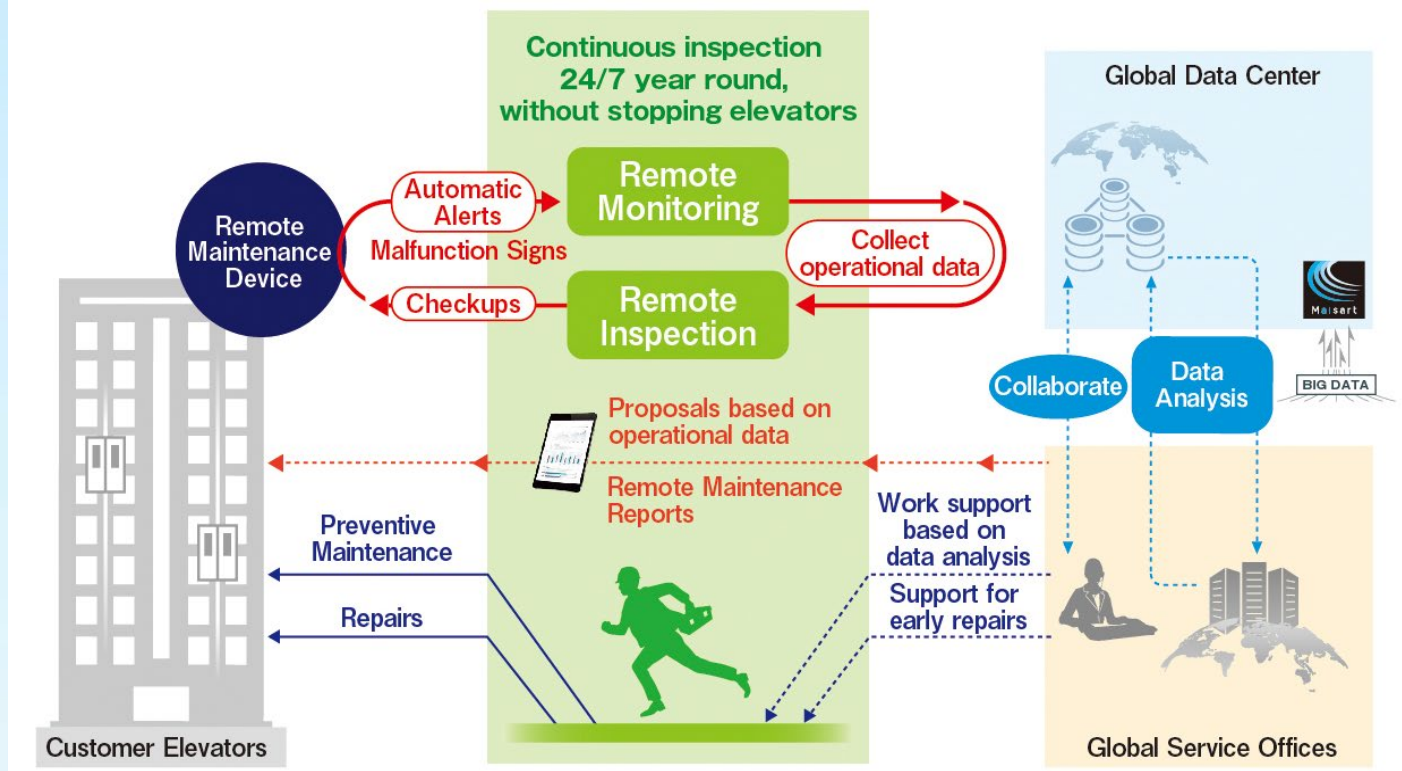 Continuous inspection
24/7 year round,
without stopping elevators
Global Data Center
Remote
Maintenance
Device
Automatic
Alerts
Malfunction Signs
Checkups
Remote
Monitoring
Remote
Inspection
Collect
operational data
Maisart
BIG DATA
Collaborate
Data
Analysis
Proposals based on
operational data
Remote Maintenance
Reports
Preventive
Maintenance
Repairs
Work support
based on
data analysis
Support for
early repairs
Customer Elevators
Global Service Offices